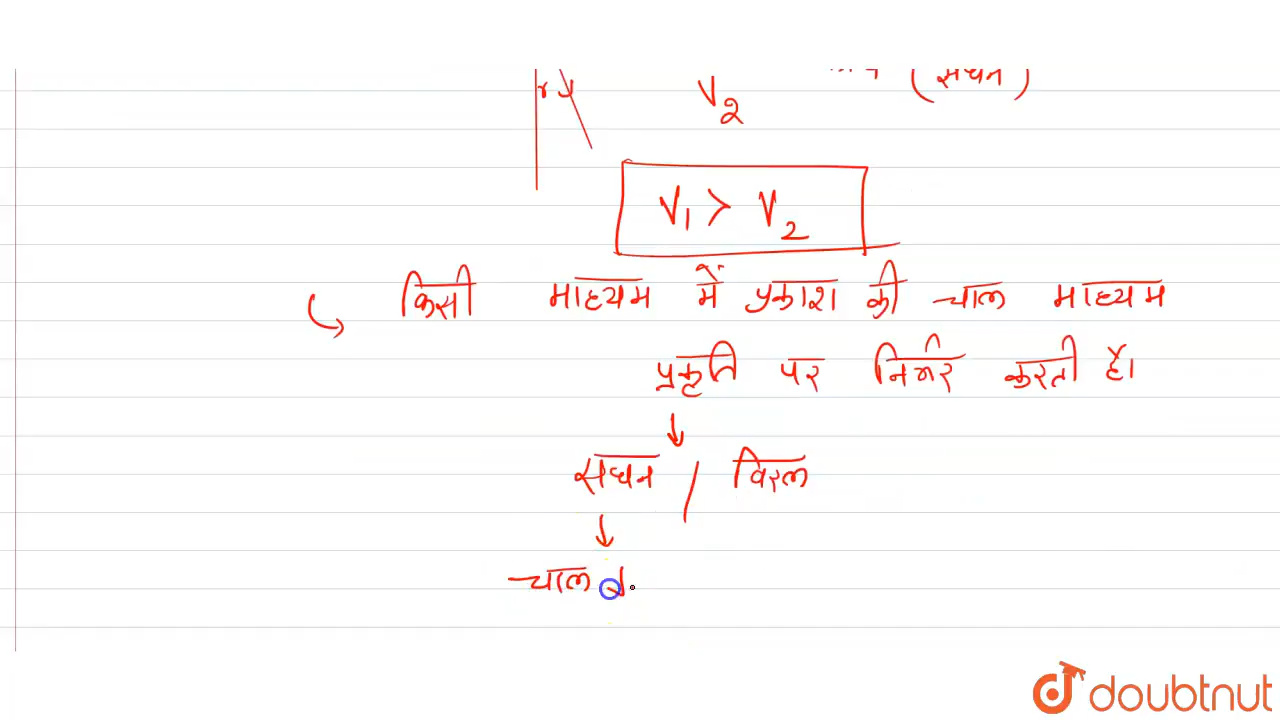 (सघन)
r
V2
V1 > V2
किसी माध्यम में प्रकाश की चाल माध्यम
प्रकृति पर निर्भर करती है।
↓
सघन / विरल
↓
चाल ↓
doubtnut